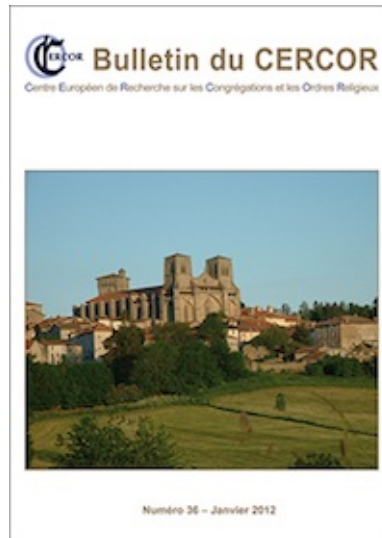 CERCOR Bulletin du CERCOR
Centre Européen de Recherche sur les Congrégations et les Ordres Religieux
Numéro 36 – Janvier 2012